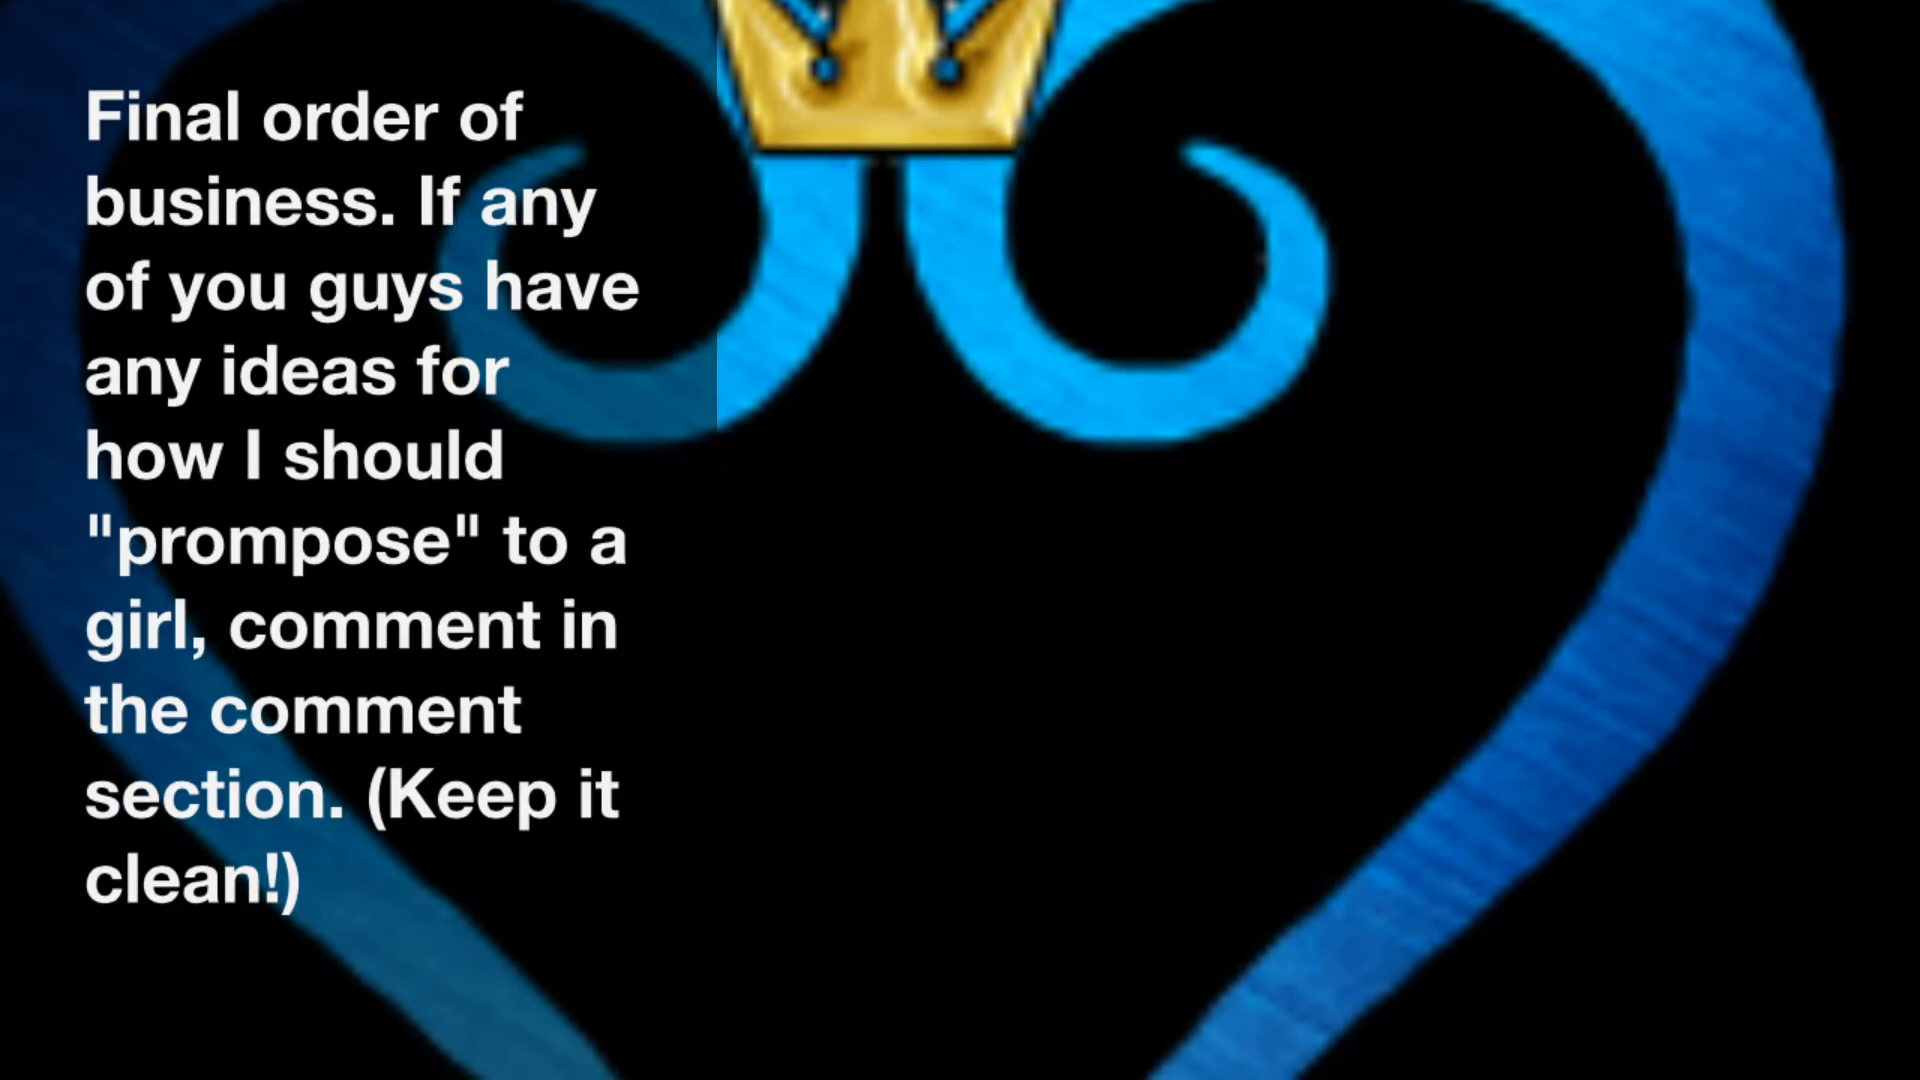 Final order of
business. If any
of you guys have
any ideas for
how I should
"prompose" to a
girl, comment in
the comment
section. (Keep it
clean!)